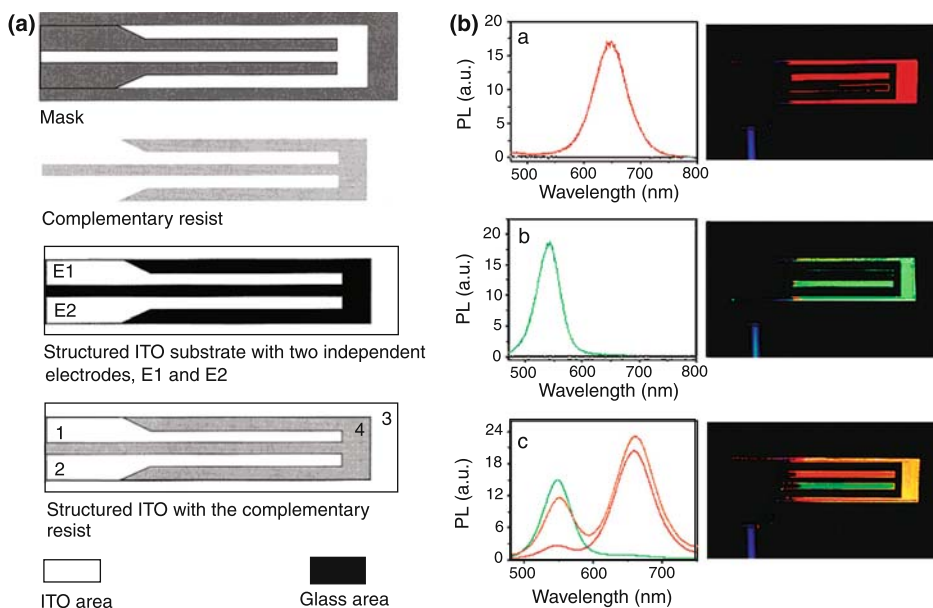 (a)
Mask
Complementary resist
E1
E2
Structured ITO substrate with two independent
electrodes, E1 and E2
1
2
3
4
Structured ITO with the complementary
resist
ITO area
Glass area
(b)
a
PL (a.u.)
20
15
10
5
0
500 600 700 800
Wavelength (nm)
b
PL (a.u.)
20
15
10
5
0
500 600 700 800
Wavelength (nm)
c
PL (a.u.)
24
18
12
6
0
500 600 700
Wavelength (nm)